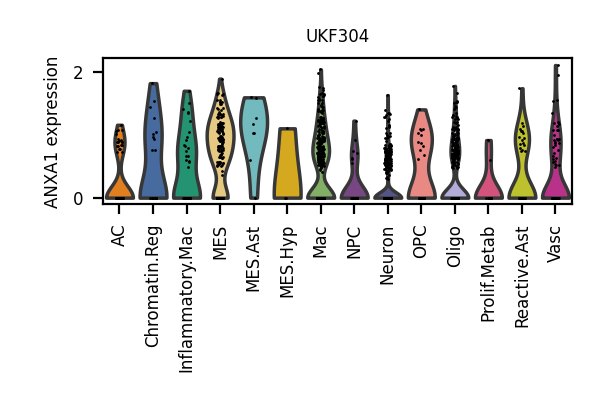 UKF304
ANXA1 expression
2
0
AC
Chromatin.Reg
Inflammatory.Mac
MES
MES.Ast
MES.Hyp
Mac
NPC
Neuron
OPC
Oligo
Prolif.Metab
Reactive.Ast
Vasc